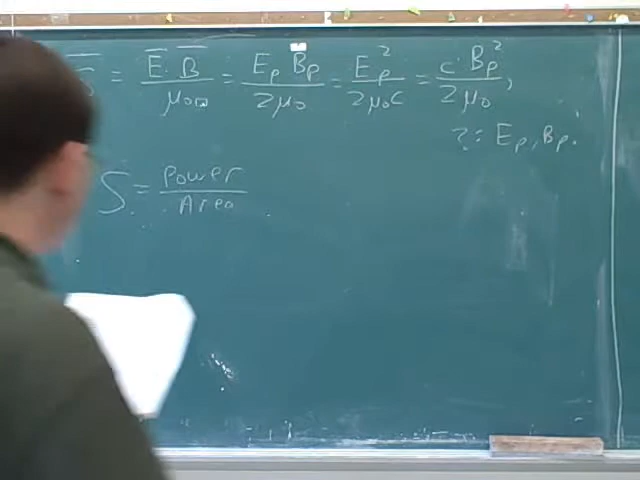 S̅ = E̅·B̅/μ₀ = E_p B_p/2μ₀ = E_p²/2μ₀c = c·B_p²/2μ₀,
?: E_p, B_p.
S = Power/Area